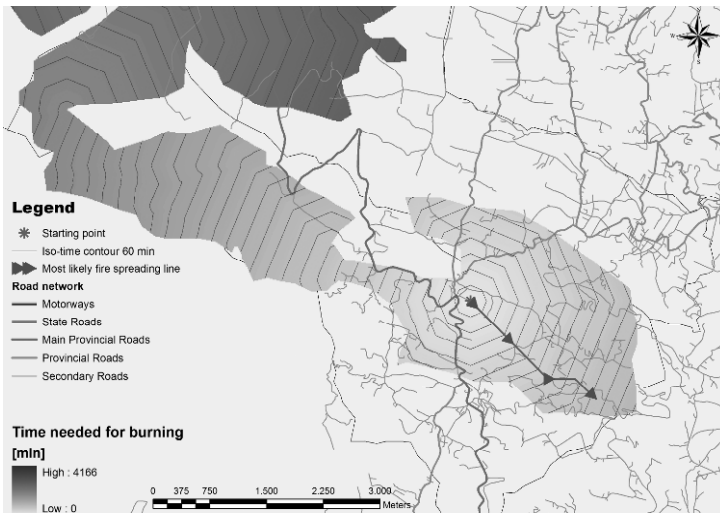 N
W
S
Legend
Starting point
Iso-time contour 60 min
Most likely fire spreading line
Road network
Motorways
State Roads
Main Provincial Roads
Provincial Roads
Secondary Roads
Time needed for burning
[min]
High : 4166
Low : 0
0 375 750 1.500 2.250 3.000
Meters